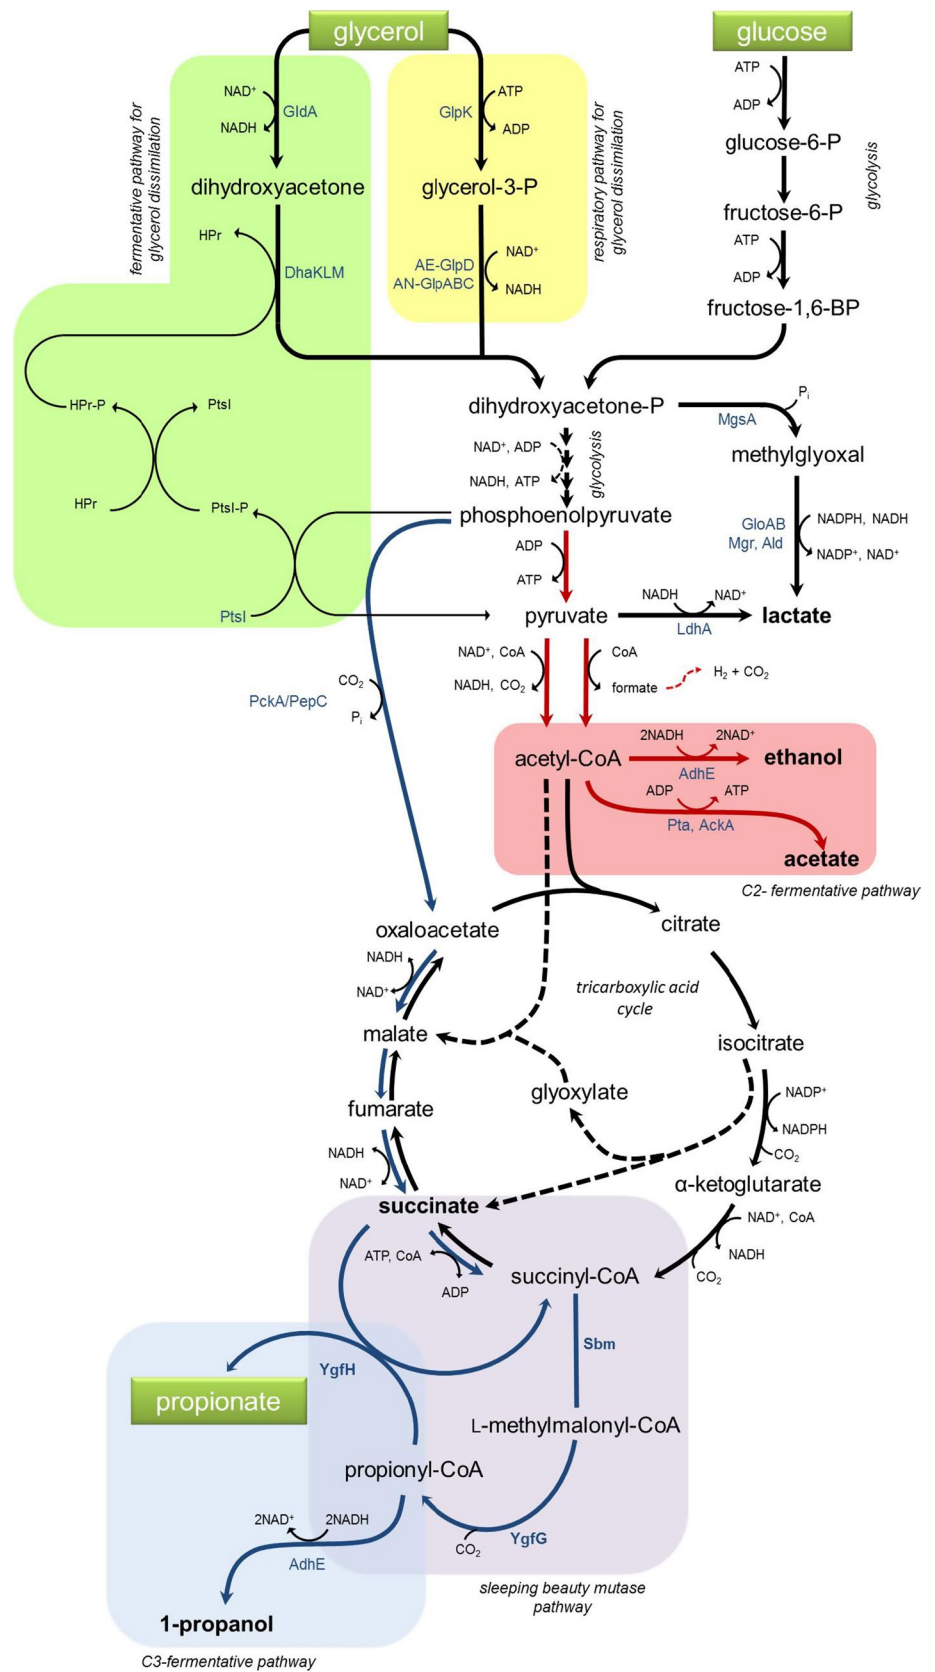 glycerol
glucose
NAD⁺
GldA
NADH
GlpK
ATP
ADP
ATP
ADP
fermentative pathway for
glycerol dissimilation
respiratory pathway for
glycerol dissimilation
glycolysis
glucose-6-P
dihydroxyacetone
glycerol-3-P
fructose-6-P
HPr
DhaKLM
AE-GlpD
AN-GlpABC
NAD⁺
NADH
ATP
ADP
fructose-1,6-BP
HPr-P
PtsI
HPr
PtsI-P
PtsI
dihydroxyacetone-P
MgsA
Pᵢ
methylglyoxal
NAD⁺, ADP
NADH, ATP
glycolysis
phosphoenolpyruvate
GloAB
Mgr, Ald
NADPH, NADH
NADP⁺, NAD⁺
ADP
ATP
pyruvate
NADH
NAD⁺
LdhA
lactate
NAD⁺, CoA
NADH, CO₂
CoA
formate
H₂ + CO₂
CO₂
PckA/PepC
Pᵢ
acetyl-CoA
2NADH
2NAD⁺
AdhE
ethanol
ADP
ATP
Pta, AckA
acetate
C2- fermentative pathway
oxaloacetate
citrate
NADH
NAD⁺
tricarboxylic acid
cycle
malate
isocitrate
fumarate
glyoxylate
NADP⁺
NADPH
CO₂
NADH
NAD⁺
α-ketoglutarate
succinate
NAD⁺, CoA
NADH
CO₂
ATP, CoA
ADP
succinyl-CoA
Sbm
YgfH
propionate
L-methylmalonyl-CoA
propionyl-CoA
2NAD⁺
2NADH
AdhE
CO₂
YgfG
sleeping beauty mutase
pathway
1-propanol
C3-fermentative pathway